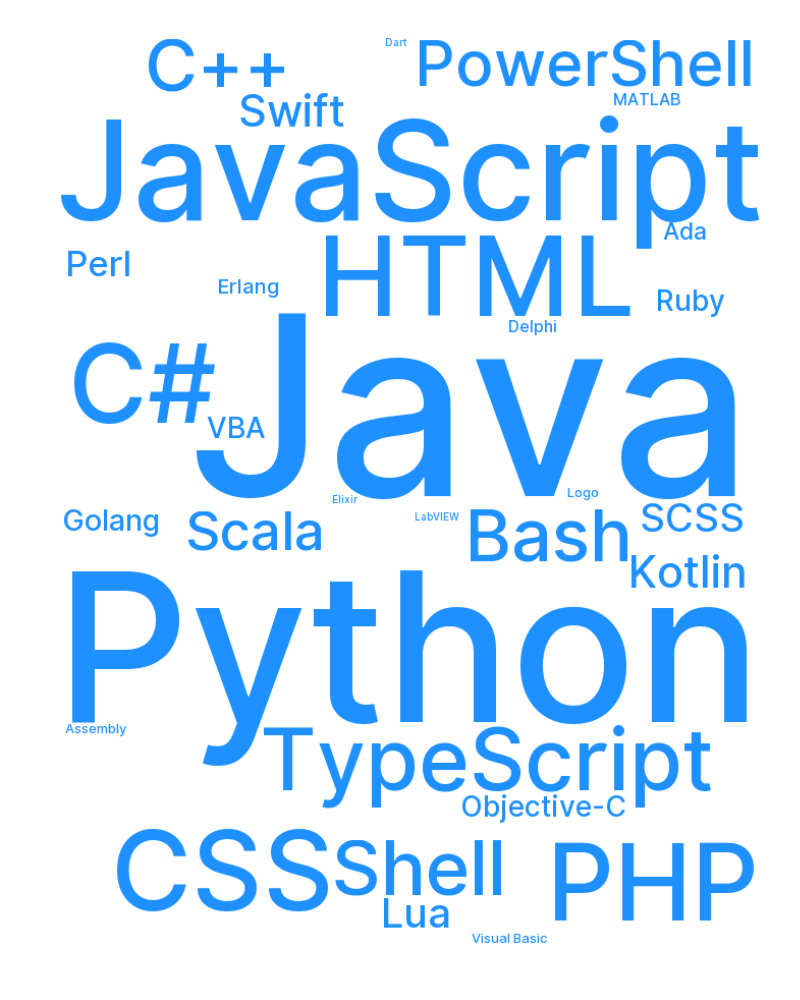 Dart
C++
PowerShell
Swift
MATLAB
JavaScript
Ada
Perl
HTML
Erlang
Ruby
Delphi
Java
C#
VBA
Logo
Elixir
LabVIEW
Golang
Scala
Bash
SCSS
Kotlin
Python
Assembly
TypeScript
Objective-C
CSS
Shell
PHP
Lua
Visual Basic